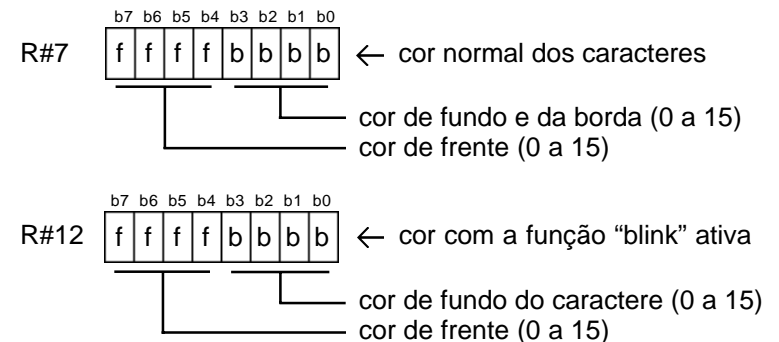 b7 b6 b5 b4 b3 b2 b1 b0
R#7 f f f f b b b b ← cor normal dos caracteres
cor de fundo e da borda (0 a 15)
cor de frente (0 a 15)
b7 b6 b5 b4 b3 b2 b1 b0
R#12 f f f f b b b b ← cor com a função “blink” ativa
cor de fundo do caractere (0 a 15)
cor de frente (0 a 15)